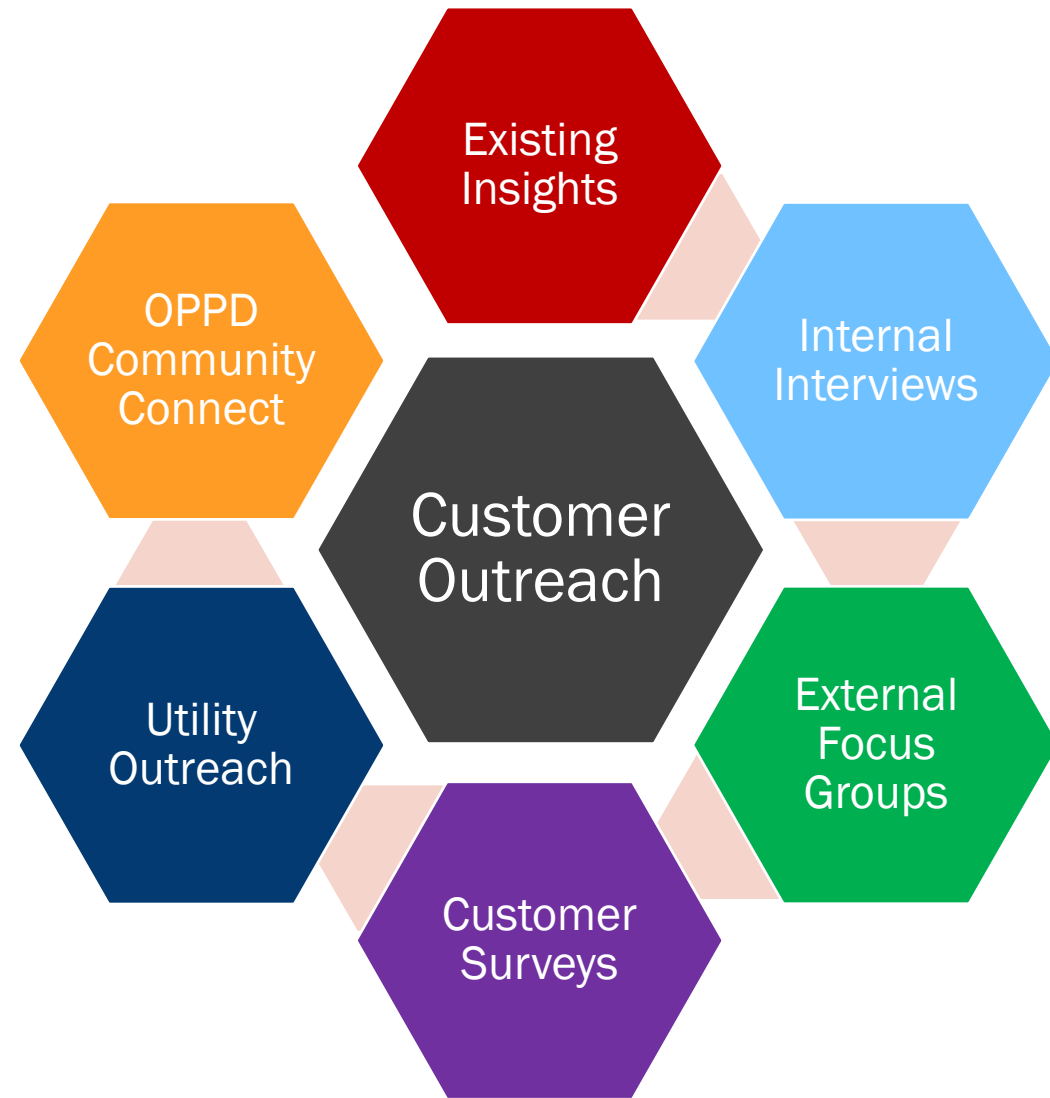 Existing
Insights
Internal
Interviews
External
Focus
Groups
Customer
Surveys
Utility
Outreach
OPPD
Community
Connect
Customer
Outreach